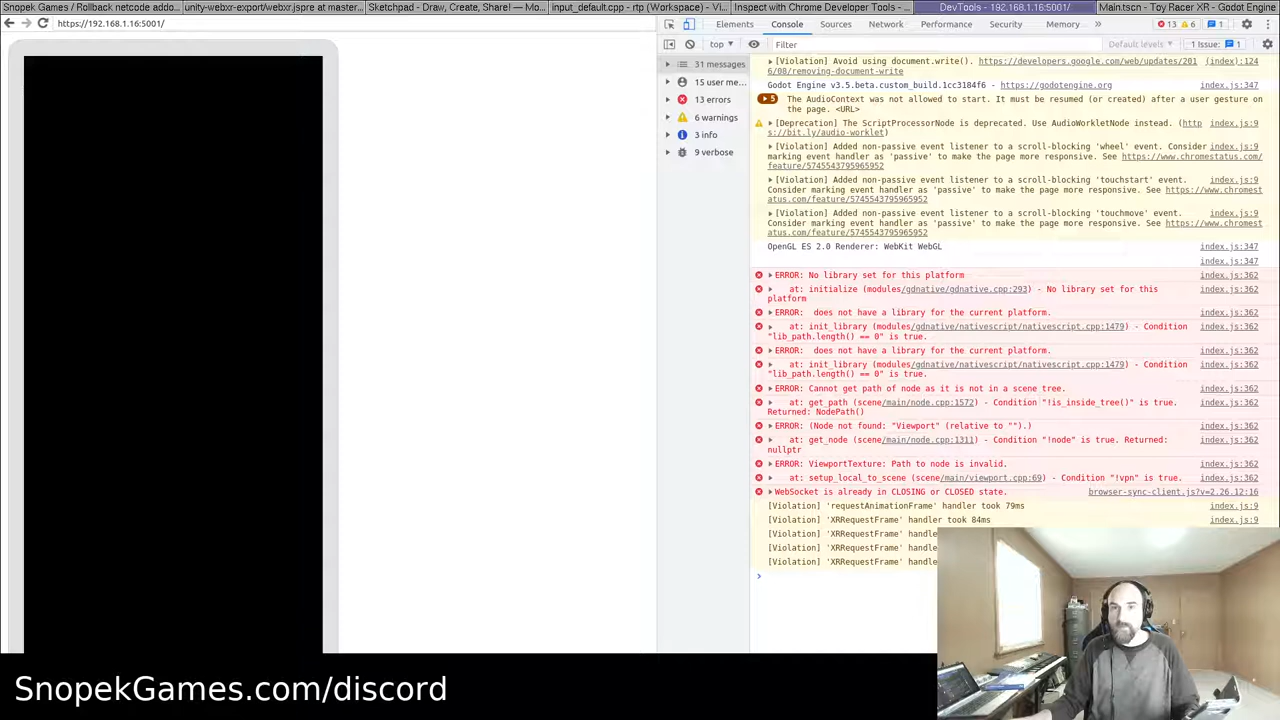 Snopek Games / Rollback netcode addo...
unity-webxr-export/webxr.jspre at master...
Sketchpad - Draw, Create, Share! — Mo...
input_default.cpp - rtp (Workspace) - Vi...
Inspect with Chrome Developer Tools - ...
DevTools - 192.168.1.16:5001/
Main.tscn - Toy Racer XR - Godot Engine
https://192.168.1.16:5001/
Elements Console Sources Network Performance Security Memory » 13 6 1
top Filter Default levels 1 Issue: 1
31 messages
15 user me...
13 errors
6 warnings
3 info
9 verbose
[Violation] Avoid using document.write(). https://developers.google.com/web/updates/201 (index):124
6/08/removing-document-write
Godot Engine v3.5.beta.custom_build.1cc3184f6 - https://godotengine.org index.js:347
5 The AudioContext was not allowed to start. It must be resumed (or created) after a user gesture on
the page. <URL>
[Deprecation] The ScriptProcessorNode is deprecated. Use AudioWorkletNode instead. (http index.js:9
s://bit.ly/audio-worklet)
[Violation] Added non-passive event listener to a scroll-blocking 'wheel' event. Consider index.js:9
marking event handler as 'passive' to make the page more responsive. See https://www.chromestatus.com/
feature/5745543795965952
[Violation] Added non-passive event listener to a scroll-blocking 'touchstart' event. index.js:9
Consider marking event handler as 'passive' to make the page more responsive. See https://www.chromest
atus.com/feature/5745543795965952
[Violation] Added non-passive event listener to a scroll-blocking 'touchmove' event. index.js:9
Consider marking event handler as 'passive' to make the page more responsive. See https://www.chromest
atus.com/feature/5745543795965952
OpenGL ES 2.0 Renderer: WebKit WebGL index.js:347
index.js:347
ERROR: No library set for this platform index.js:362
at: initialize (modules/gdnative/gdnative.cpp:293) - No library set for this index.js:362
platform
ERROR: does not have a library for the current platform. index.js:362
at: init_library (modules/gdnative/nativescript/nativescript.cpp:1479) - Condition index.js:362
"lib_path.length() == 0" is true.
ERROR: does not have a library for the current platform. index.js:362
at: init_library (modules/gdnative/nativescript/nativescript.cpp:1479) - Condition index.js:362
"lib_path.length() == 0" is true.
ERROR: Cannot get path of node as it is not in a scene tree. index.js:362
at: get_path (scene/main/node.cpp:1572) - Condition "!is_inside_tree()" is true. index.js:362
Returned: NodePath()
ERROR: (Node not found: "Viewport" (relative to "").) index.js:362
at: get_node (scene/main/node.cpp:1311) - Condition "!node" is true. Returned: index.js:362
nullptr
ERROR: ViewportTexture: Path to node is invalid. index.js:362
at: setup_local_to_scene (scene/main/viewport.cpp:69) - Condition "!vpn" is true. index.js:362
WebSocket is already in CLOSING or CLOSED state. browser-sync-client.js?v=2.26.12:16
[Violation] 'requestAnimationFrame' handler took 79ms index.js:9
[Violation] 'XRRequestFrame' handler took 84ms index.js:9
[Violation] 'XRRequestFrame' handle
[Violation] 'XRRequestFrame' handle
[Violation] 'XRRequestFrame' handle
SnopekGames.com/discord